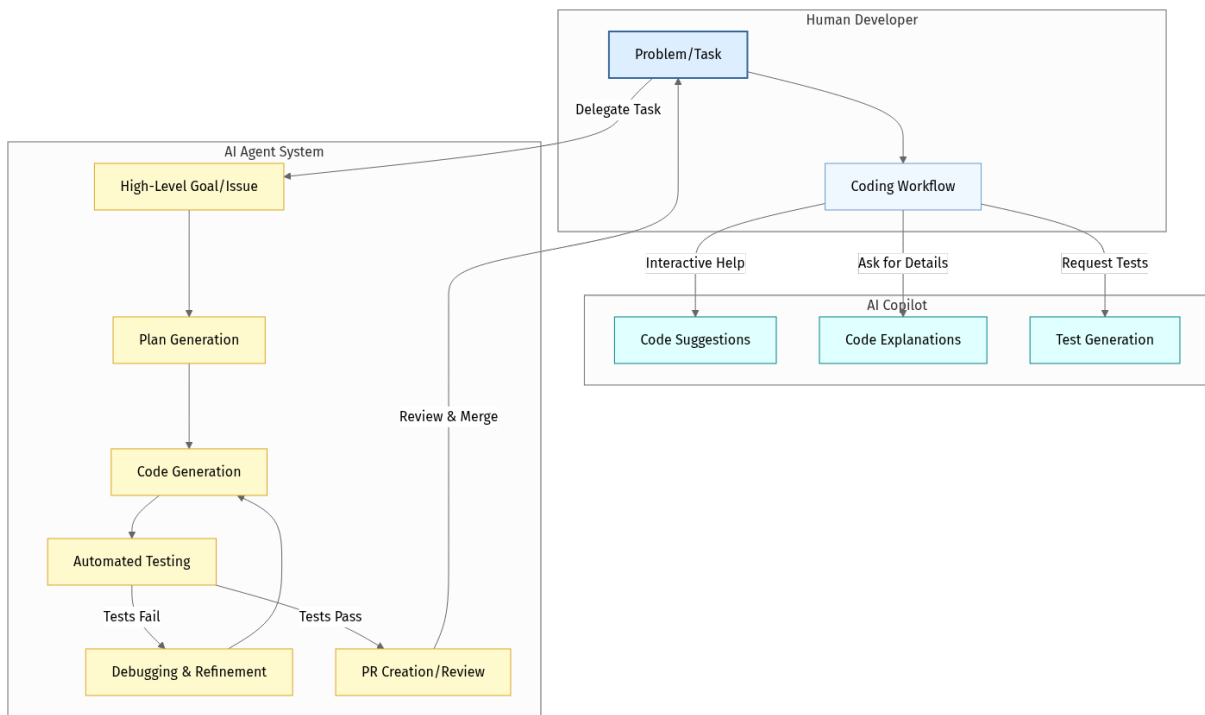 Human Developer
Problem/Task
Delegate Task
AI Agent System
High-Level Goal/Issue
Coding Workflow
Interactive Help
Ask for Details
Request Tests
AI Copilot
Plan Generation
Code Suggestions
Code Explanations
Test Generation
Review & Merge
Code Generation
Automated Testing
Tests Fail
Tests Pass
Debugging & Refinement
PR Creation/Review